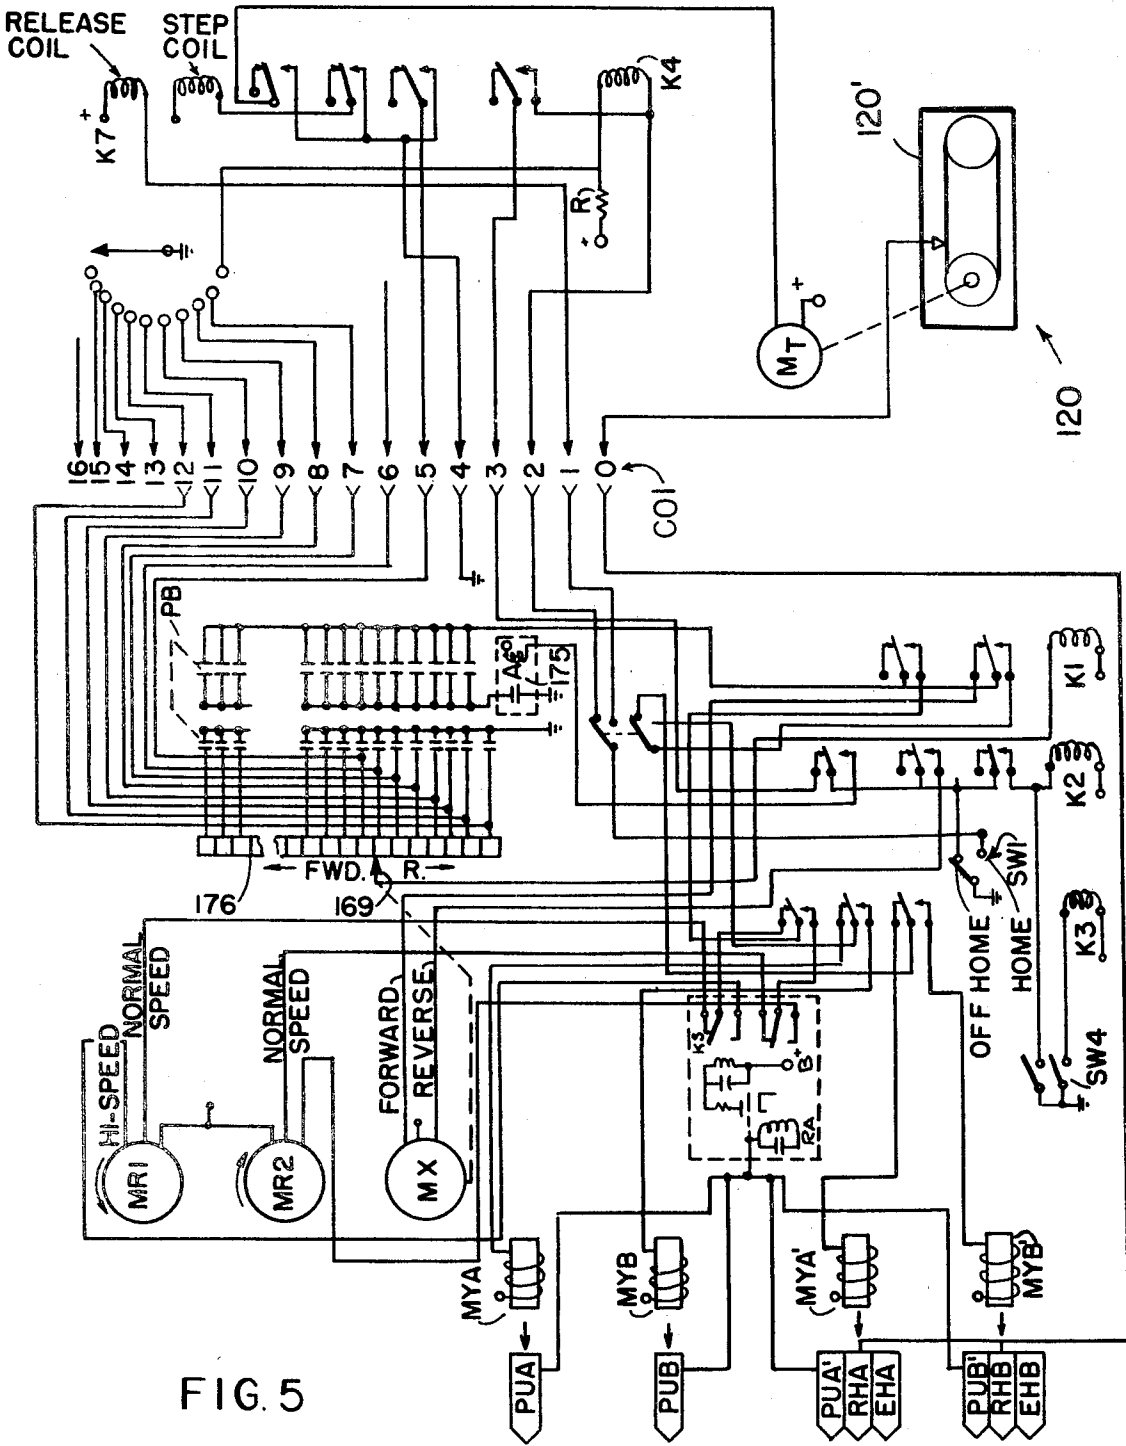 RELEASE
COIL
STEP
COIL
K7
+
K4
R
+
120'
MT
+
120
16
15
14
13
12
11
10
9
8
7
6
5
4
3
2
1
0
CO1
PB
A
175
176
FWD.
R.
169
K1
K2
SW1
HOME
OFF HOME
K3
SW4
HI-SPEED
NORMAL
SPEED
NORMAL
SPEED
FORWARD
REVERSE
MR1
MR2
MX
B+
RA
MYA
MYB
MYA'
MYB'
PUA
PUB
PUA'
RHA
EHA
PUB'
RHB
EHB
FIG. 5